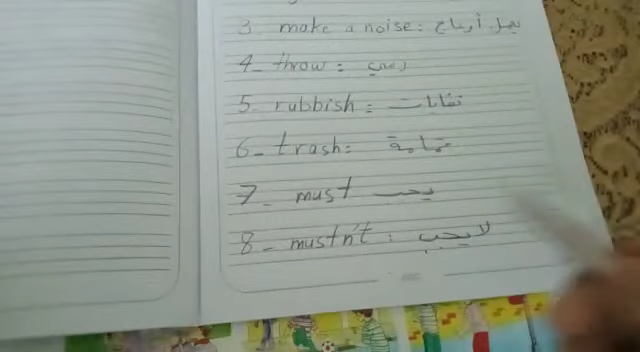 3 make a noise: يعمل أزعاج
4- throw = رمي
5- rubbish = نفايات
6- trash: قمامة
7- must يجب
8- mustn't : لا يجب